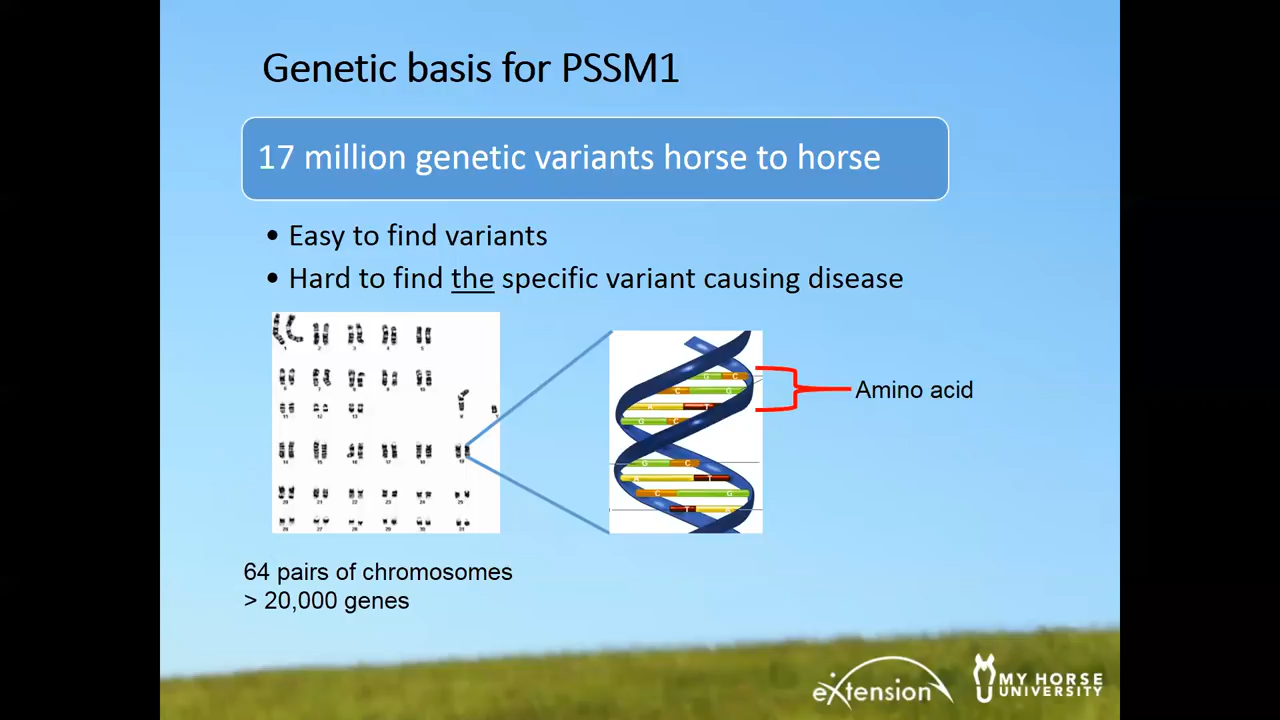 Genetic basis for PSSM1
17 million genetic variants horse to horse
• Easy to find variants
• Hard to find the specific variant causing disease
Amino acid
64 pairs of chromosomes
> 20,000 genes
eXtension
MY HORSE
UNIVERSITY